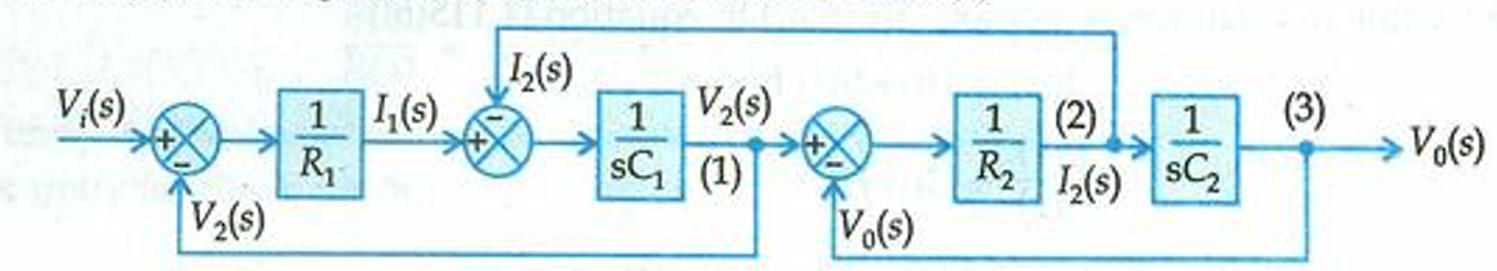 I₂(s)
Vᵢ(s) + − 1/R₁ I₁(s) + − 1/sC₁ V₂(s) (1) + − 1/R₂ (2) I₂(s) 1/sC₂ (3) V₀(s)
V₂(s) V₀(s)